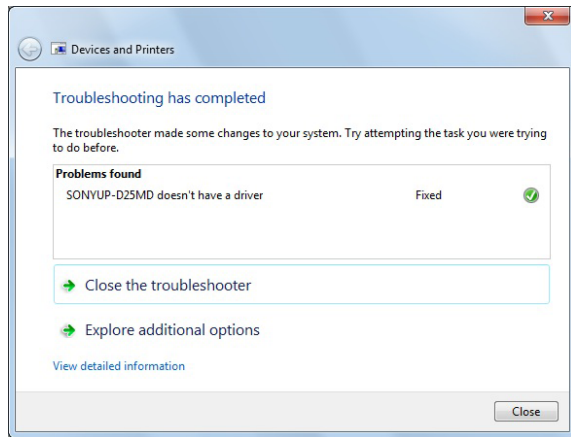 Devices and Printers
Troubleshooting has completed
The troubleshooter made some changes to your system. Try attempting the task you were trying
to do before.
Problems found
SONYUP-D25MD doesn't have a driver Fixed
Close the troubleshooter
Explore additional options
View detailed information
Close